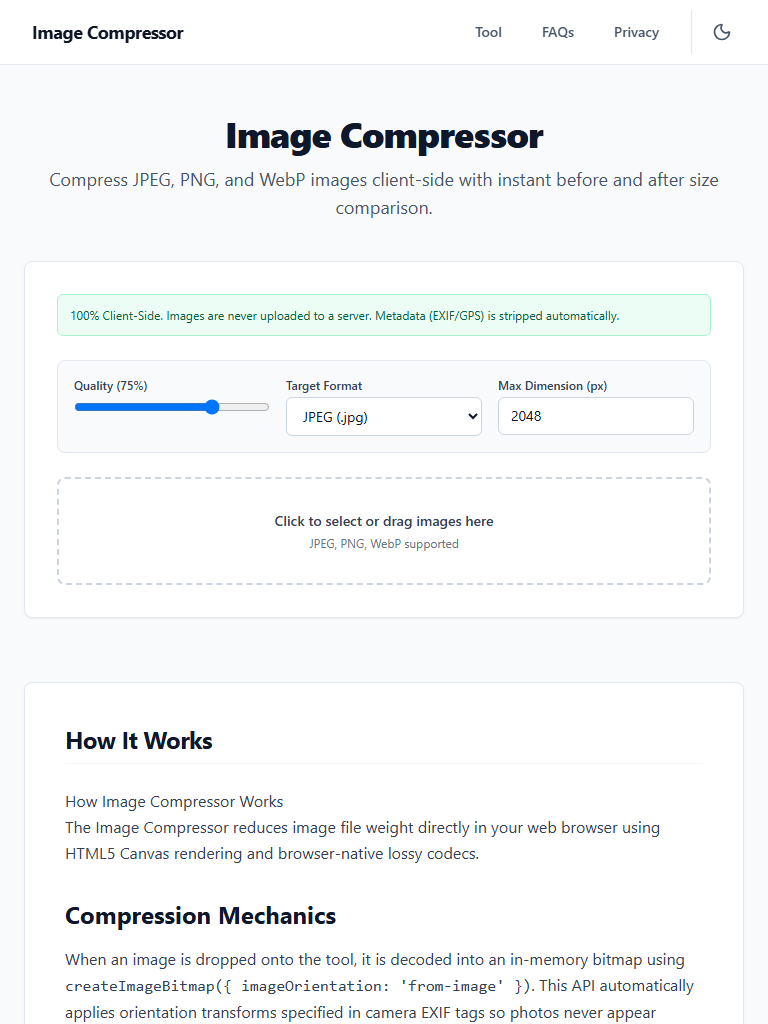 Image Compressor
Tool
FAQs
Privacy
Image Compressor
Compress JPEG, PNG, and WebP images client-side with instant before and after size
comparison.
100% Client-Side. Images are never uploaded to a server. Metadata (EXIF/GPS) is stripped automatically.
Quality (75%)
Target Format
Max Dimension (px)
JPEG (.jpg)
2048
Click to select or drag images here
JPEG, PNG, WebP supported
How It Works
How Image Compressor Works
The Image Compressor reduces image file weight directly in your web browser using
HTML5 Canvas rendering and browser-native lossy codecs.
Compression Mechanics
When an image is dropped onto the tool, it is decoded into an in-memory bitmap using
createImageBitmap({ imageOrientation: 'from-image' }). This API automatically
applies orientation transforms specified in camera EXIF tags so photos never appear